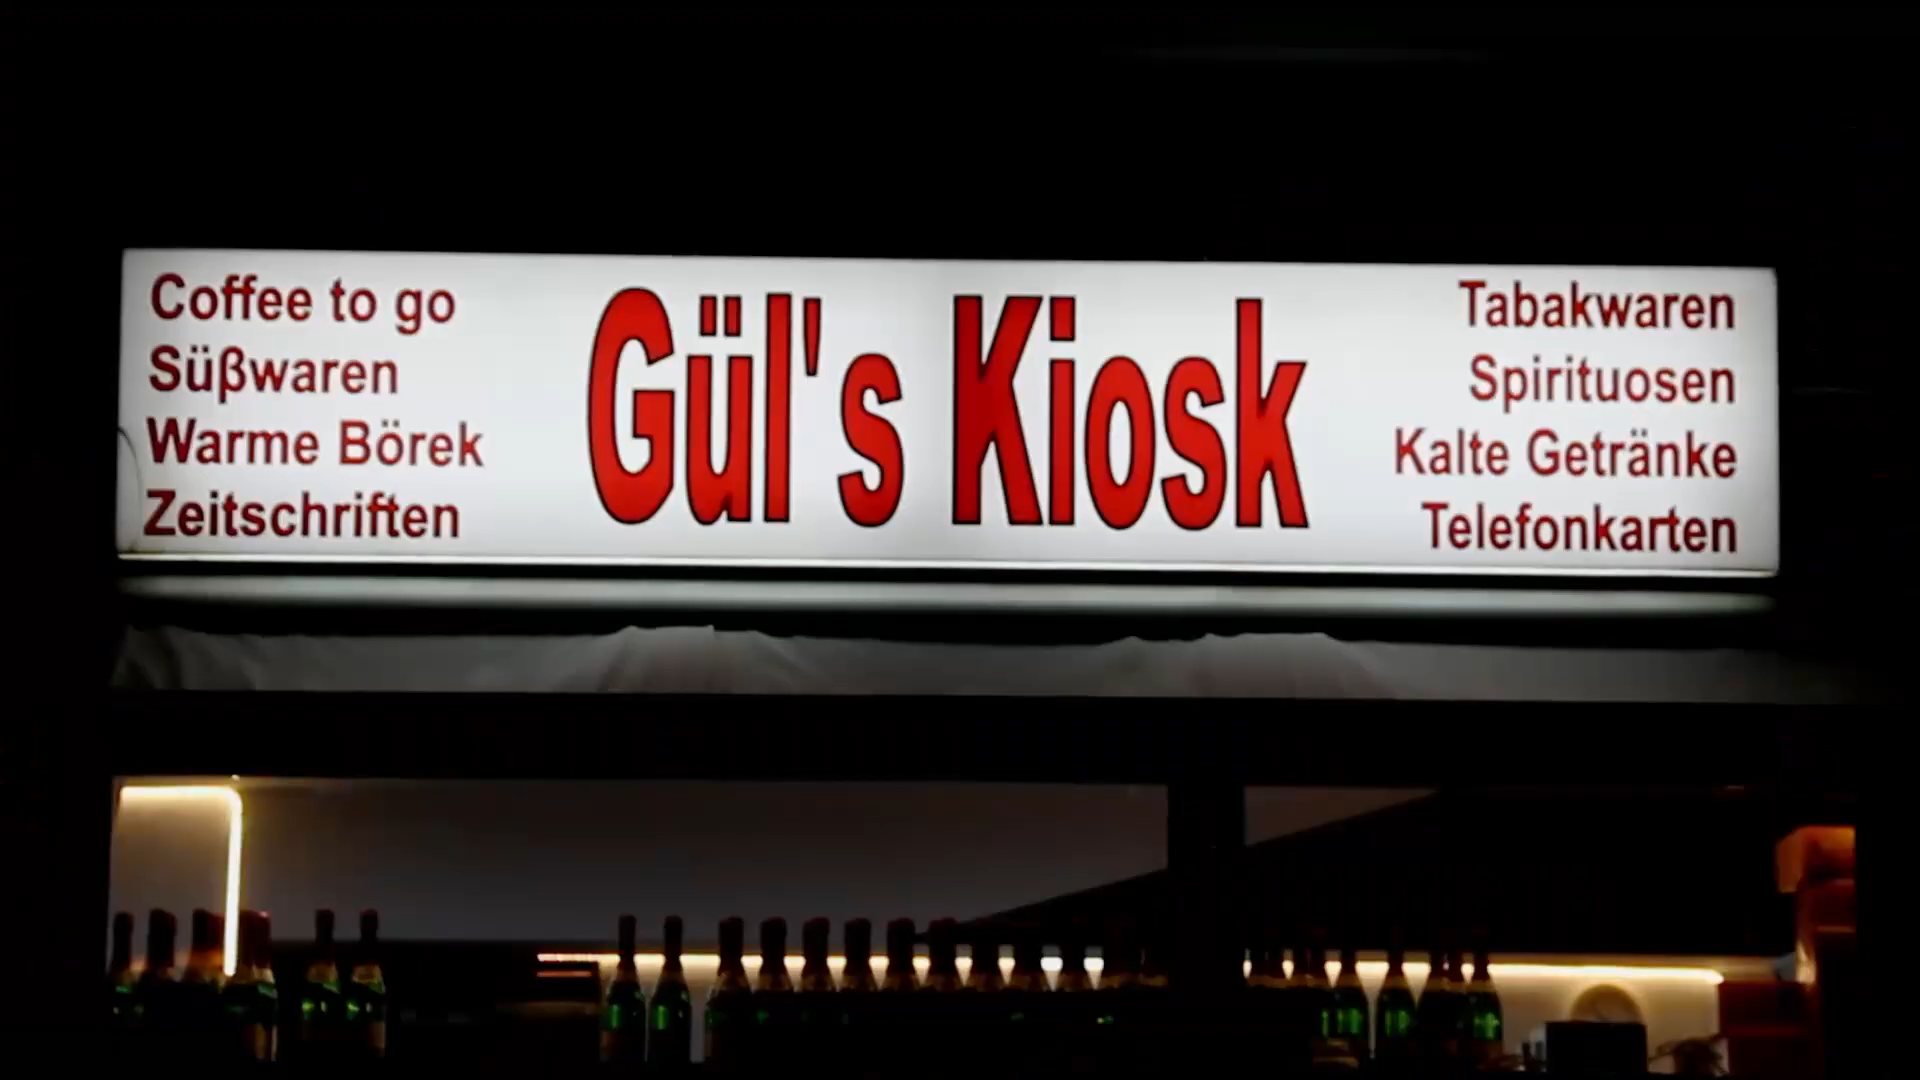 Coffee to go
Süßwaren
Warme Börek
Zeitschriften
Gül's Kiosk
Tabakwaren
Spirituosen
Kalte Getränke
Telefonkarten